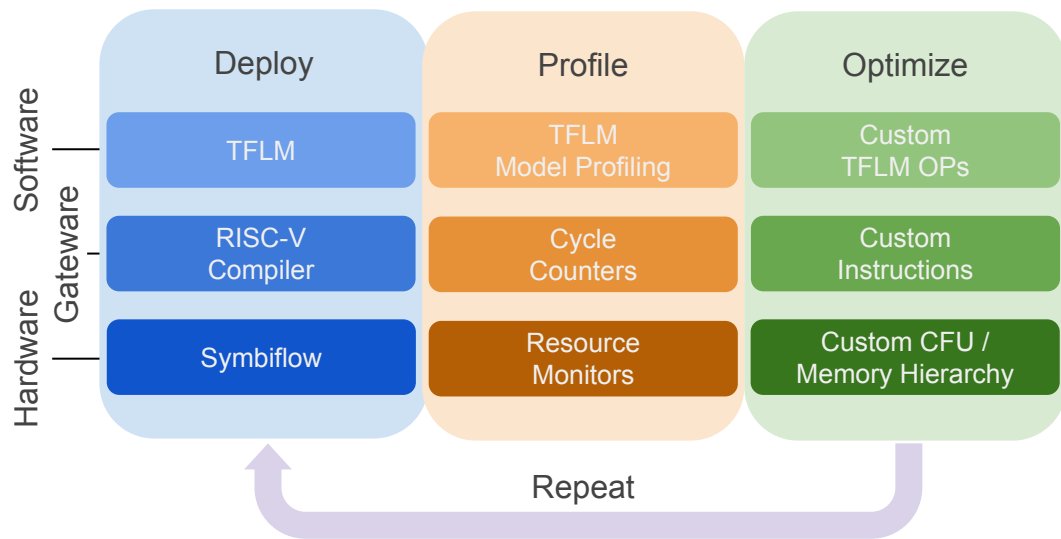 Deploy
Profile
Optimize
Software
TFLM
TFLM
Model Profiling
Custom
TFLM OPs
Gateware
RISC-V
Compiler
Cycle
Counters
Custom
Instructions
Hardware
Symbiflow
Resource
Monitors
Custom CFU /
Memory Hierarchy
Repeat